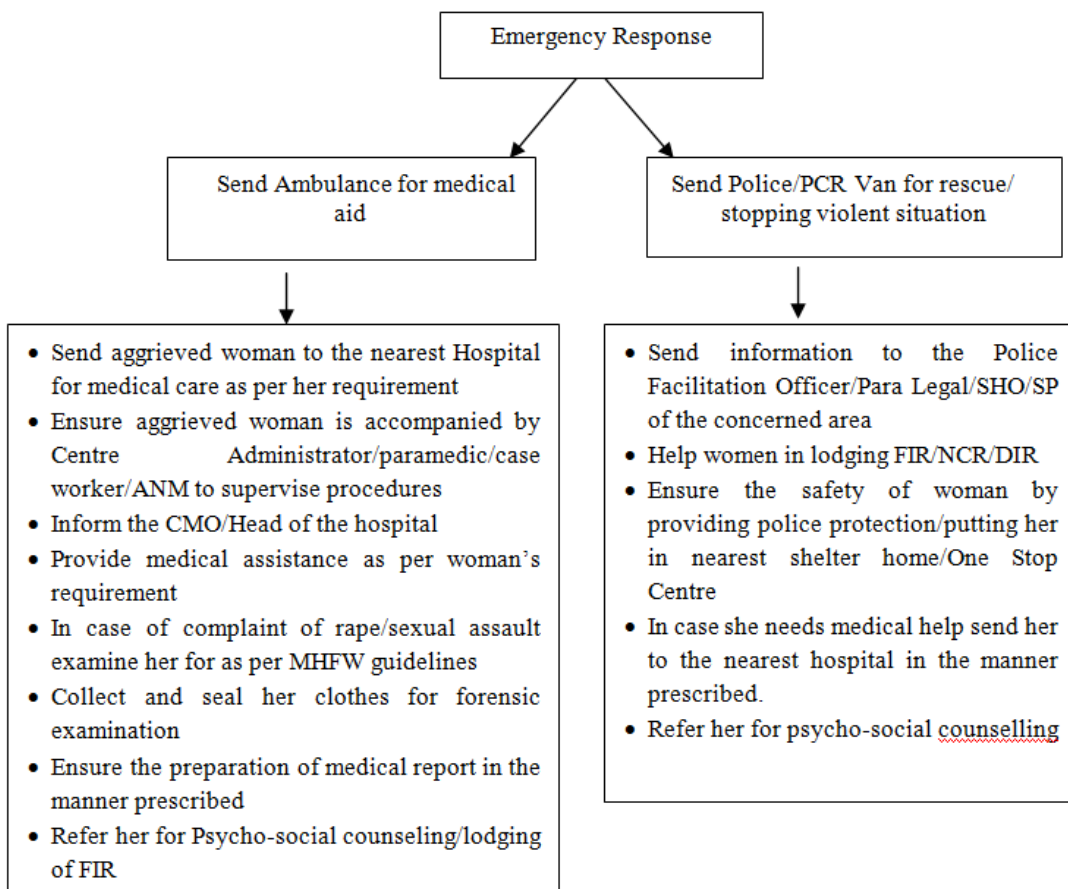 Emergency Response
Send Ambulance for medical
aid
Send Police/PCR Van for rescue/
stopping violent situation
• Send aggrieved woman to the nearest Hospital
for medical care as per her requirement
• Ensure aggrieved woman is accompanied by
Centre Administrator/paramedic/case
worker/ANM to supervise procedures
• Inform the CMO/Head of the hospital
• Provide medical assistance as per woman’s
requirement
• In case of complaint of rape/sexual assault
examine her for as per MHFW guidelines
• Collect and seal her clothes for forensic
examination
• Ensure the preparation of medical report in the
manner prescribed
• Refer her for Psycho-social counseling/lodging
of FIR
• Send information to the Police
Facilitation Officer/Para Legal/SHO/SP
of the concerned area
• Help women in lodging FIR/NCR/DIR
• Ensure the safety of woman by
providing police protection/putting her
in nearest shelter home/One Stop
Centre
• In case she needs medical help send her
to the nearest hospital in the manner
prescribed.
• Refer her for psycho-social counselling